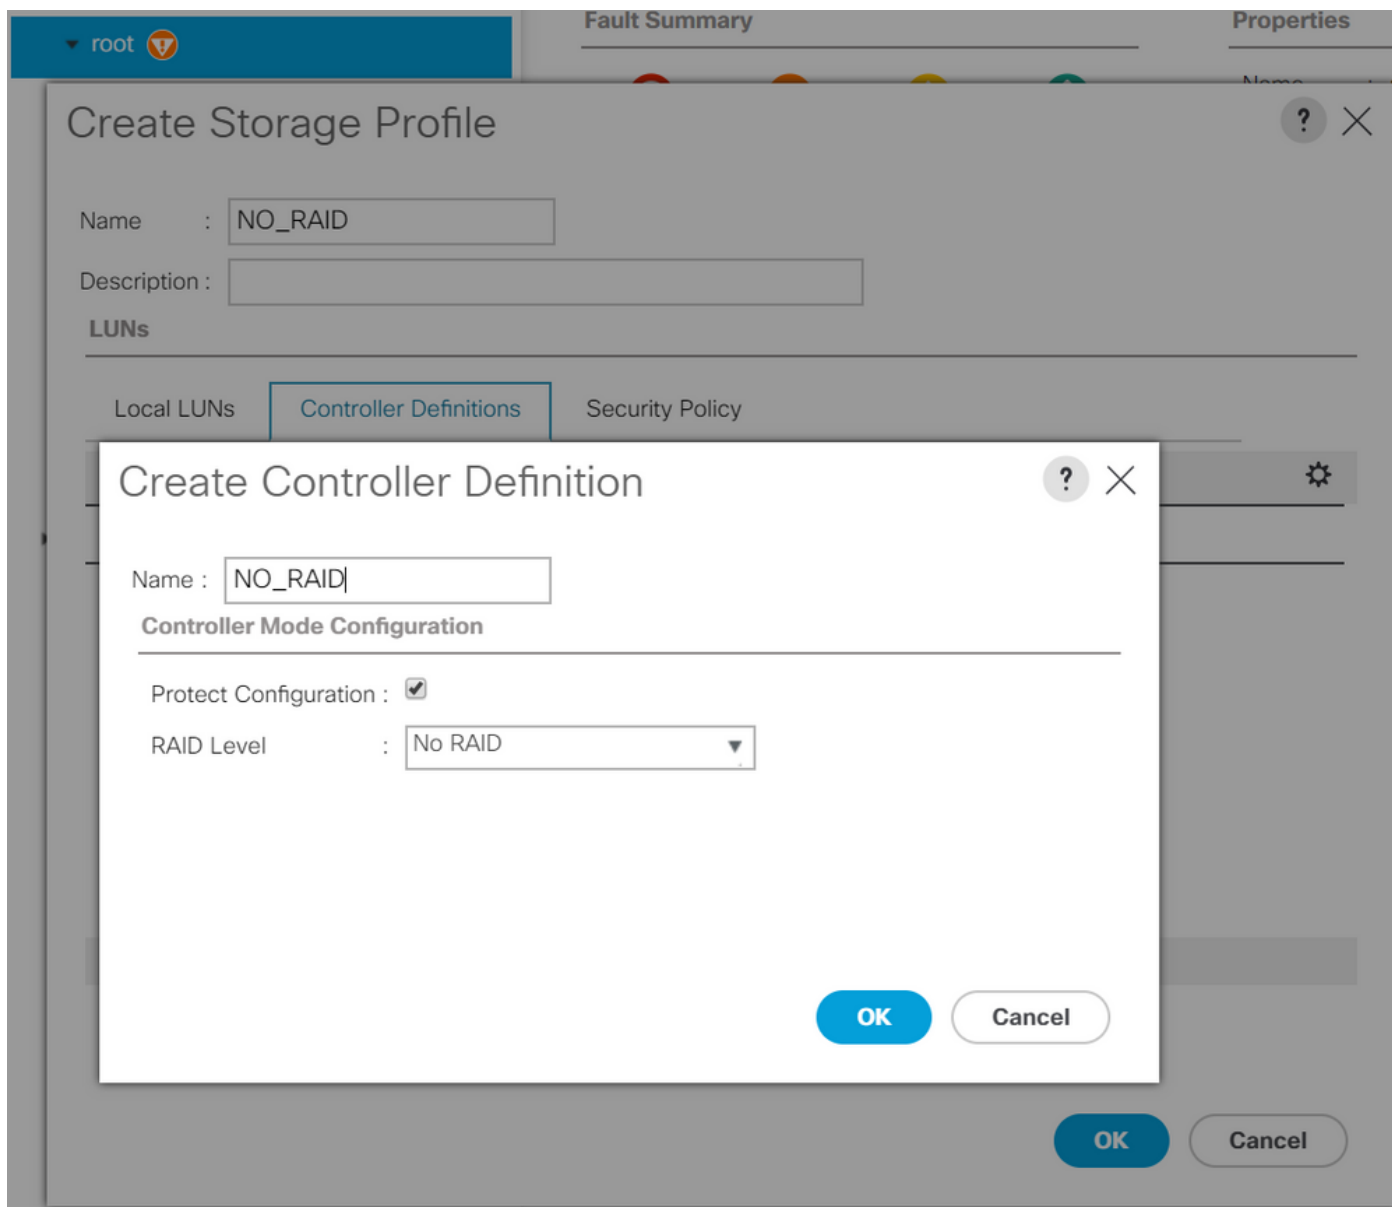 root
Fault Summary
Properties
Name :
Create Storage Profile
?
Name : NO_RAID
Description :
LUNs
Local LUNs
Controller Definitions
Security Policy
Create Controller Definition
?
Name : NO_RAID
Controller Mode Configuration
Protect Configuration :
RAID Level : No RAID
OK
Cancel
OK
Cancel